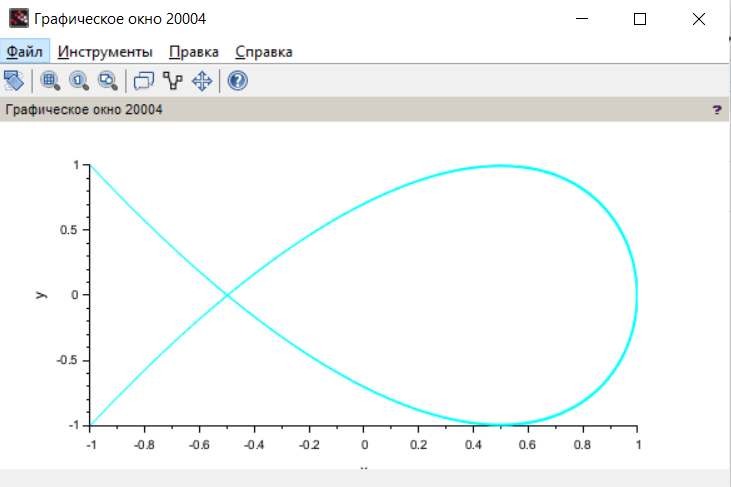 Графическое окно 20004
Файл Инструменты Правка Справка
Графическое окно 20004 ?
1
0.5
y
0
-0.5
-1
-1 -0.8 -0.6 -0.4 -0.2 0 0.2 0.4 0.6 0.8 1